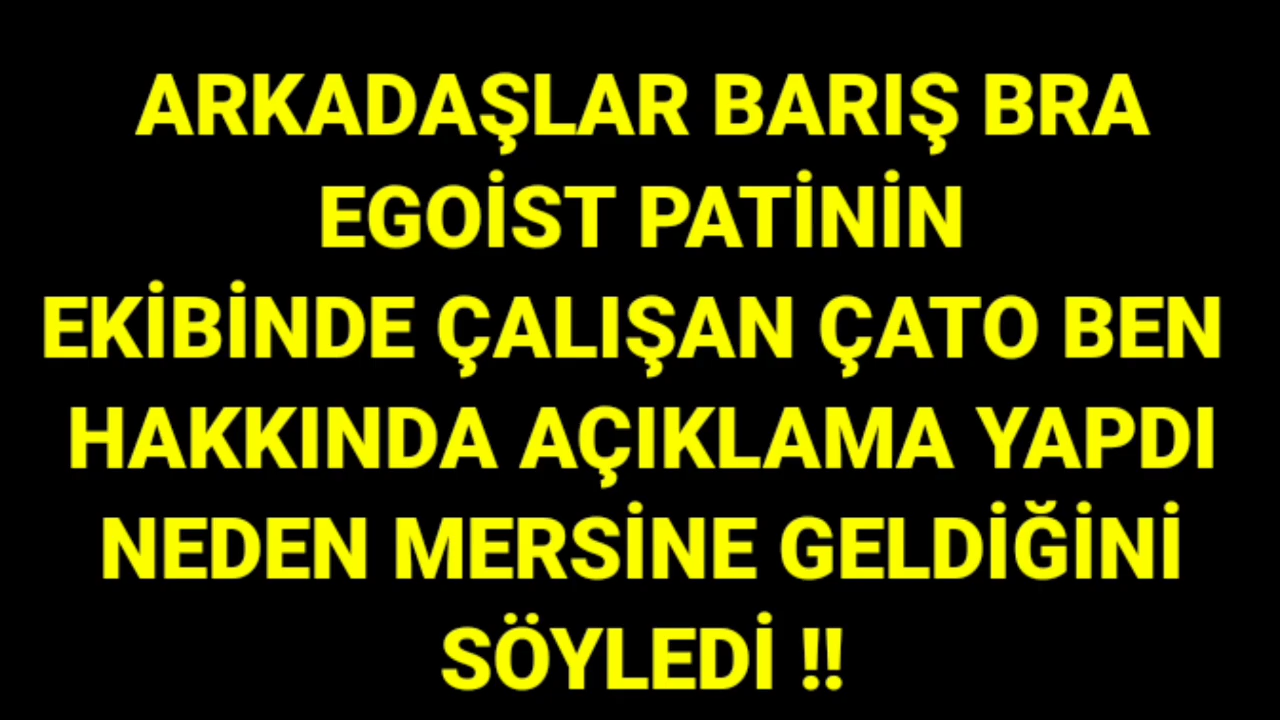 ARKADAŞLAR BARIŞ BRA
EGOİST PATİNİN
EKİBİNDE ÇALIŞAN ÇATO BEN
HAKKINDA AÇIKLAMA YAPDI
NEDEN MERSİNE GELDİĞİNİ
SÖYLEDİ !!